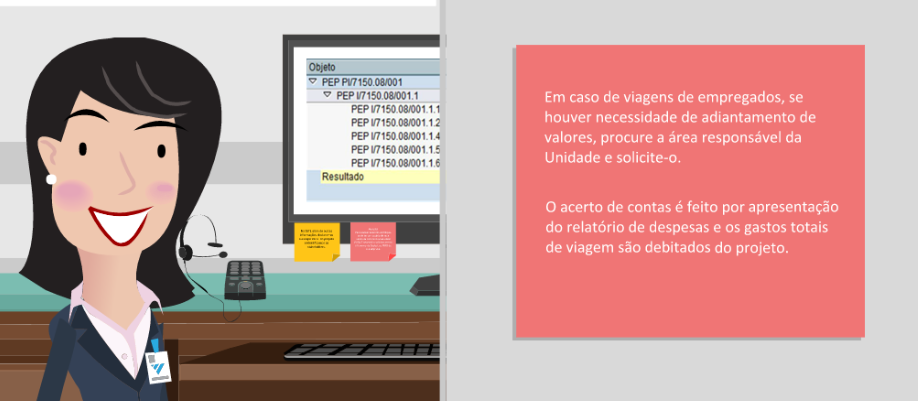 Objeto
PEP PI/7150.08/001
PEP I/7150.08/001.1
PEP I/7150.08/001.1.1
PEP I/7150.08/001.1.2
PEP I/7150.08/001.1.4
PEP I/7150.08/001.1.5
PEP I/7150.08/001.1.6
Resultado
Em caso de viagens de empregados, se
houver necessidade de adiantamento de
valores, procure a área responsável da
Unidade e solicite-o.
O acerto de contas é feito por apresentação
do relatório de despesas e os gastos totais
de viagem são debitados do projeto.